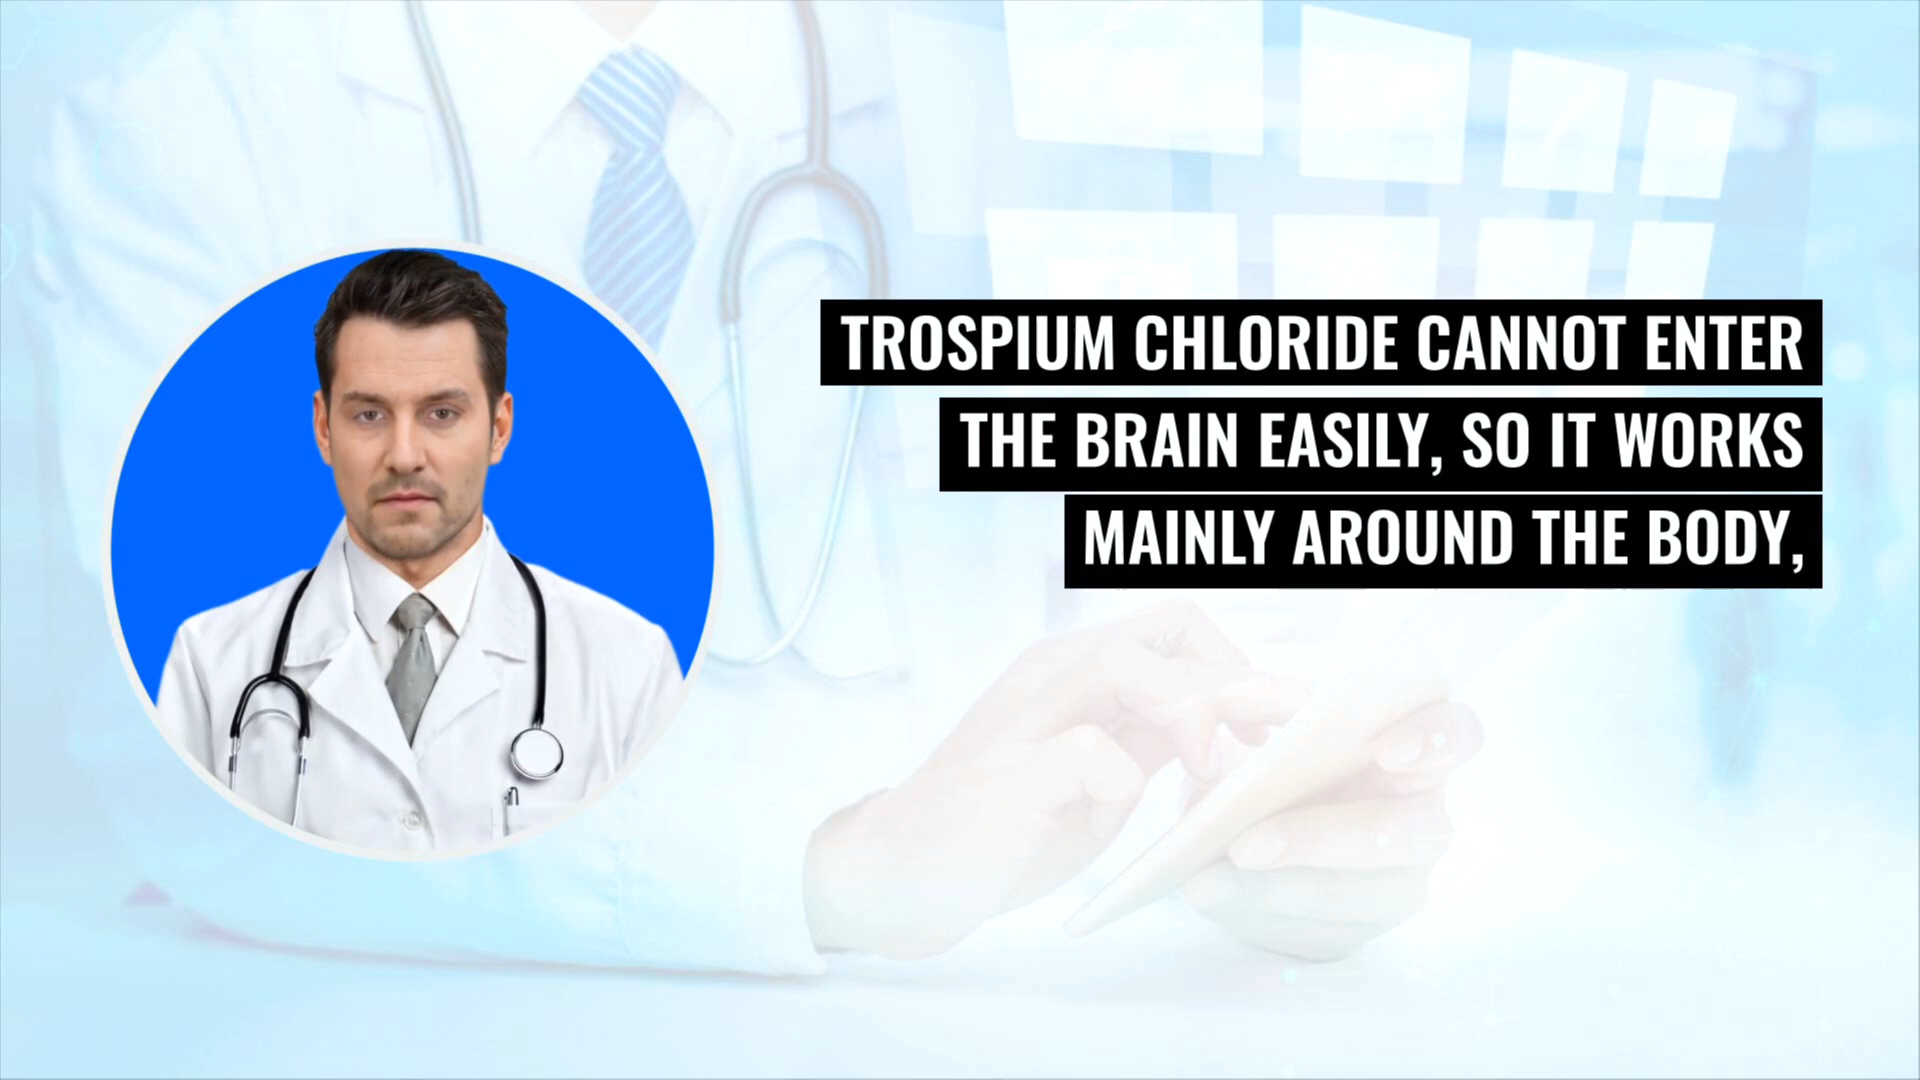 TROSPIUM CHLORIDE CANNOT ENTER
THE BRAIN EASILY, SO IT WORKS
MAINLY AROUND THE BODY,